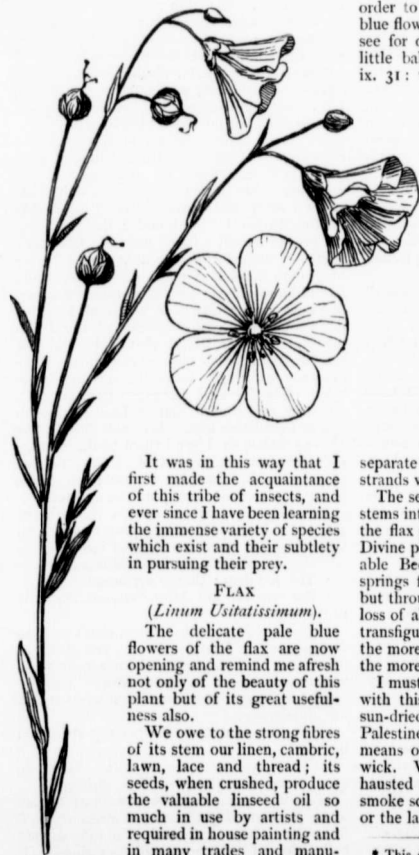 order to
blue flow
see for
little bal
ix. 31:
It was in this way that I
first made the acquaintance
of this tribe of insects, and
ever since I have been learning
the immense variety of species
which exist and their subtlety
in pursuing their prey.
FLAX
(Linum Usitatissimum).
The delicate pale blue
flowers of the flax are now
opening and remind me afresh
not only of the beauty of this
plant but of its great useful-
ness also.
We owe to the strong fibres
of its stem our linen, cambric,
lawn, lace and thread; its
seeds, when crushed, produce
the valuable linseed oil so
much in use by artists and
required in house painting and
in many trades and manu-
separate
strands
The
stems int
the flax
Divine p
able Be
springs
but throu
loss of a
transfigu
the more
the more
I must
with this
sun-dried
Palestine
means o
wick.
hausted
smoke
or the la
* This